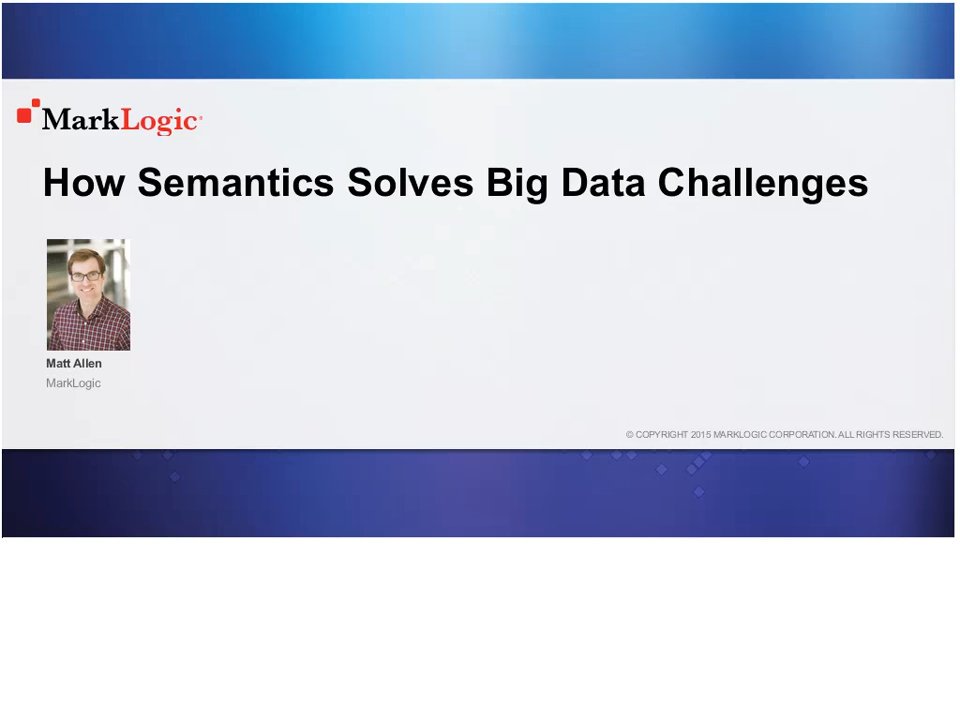 MarkLogic®
How Semantics Solves Big Data Challenges
Matt Allen
MarkLogic
© COPYRIGHT 2015 MARKLOGIC CORPORATION. ALL RIGHTS RESERVED.